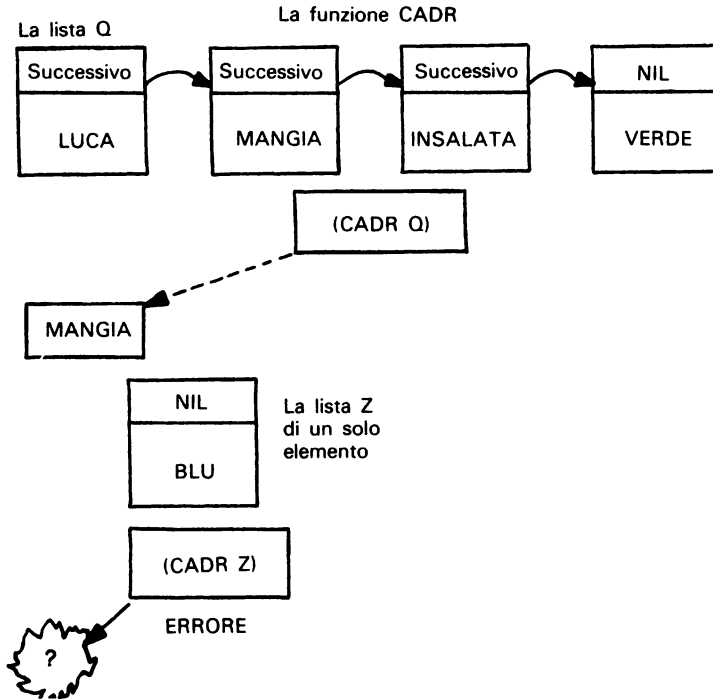 La funzione CADR
La lista Q
Successivo
Successivo
Successivo
NIL
LUCA
MANGIA
INSALATA
VERDE
(CADR Q)
MANGIA
NIL
BLU
La lista Z
di un solo
elemento
(CADR Z)
ERRORE
?